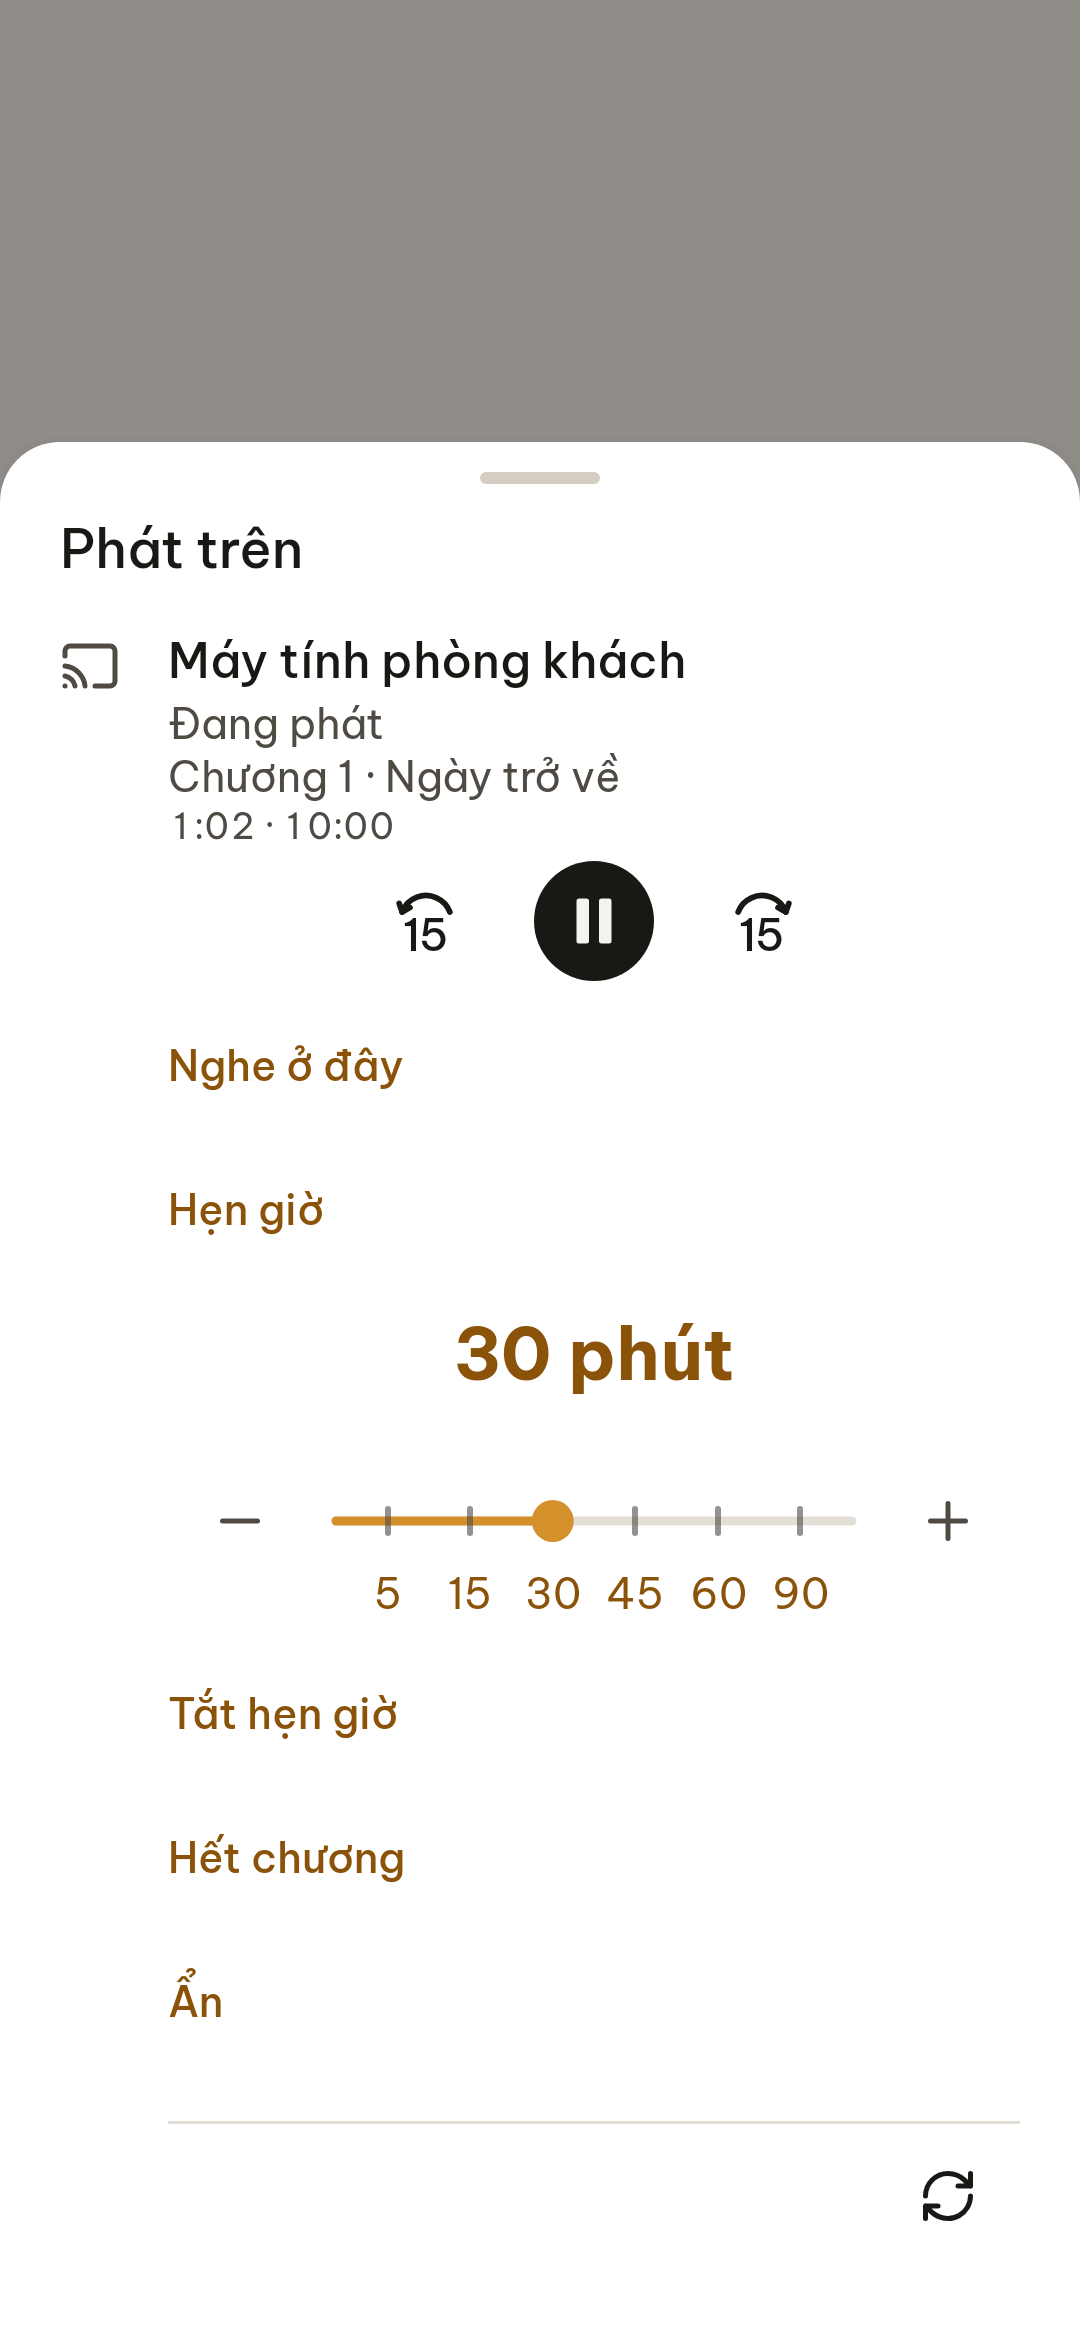 Phát trên
Máy tính phòng khách
Đang phát
Chương 1 · Ngày trở về
1:02 · 10:00
15
15
Nghe ở đây
Hẹn giờ
30 phút
5 15 30 45 60 90
Tắt hẹn giờ
Hết chương
Ẩn